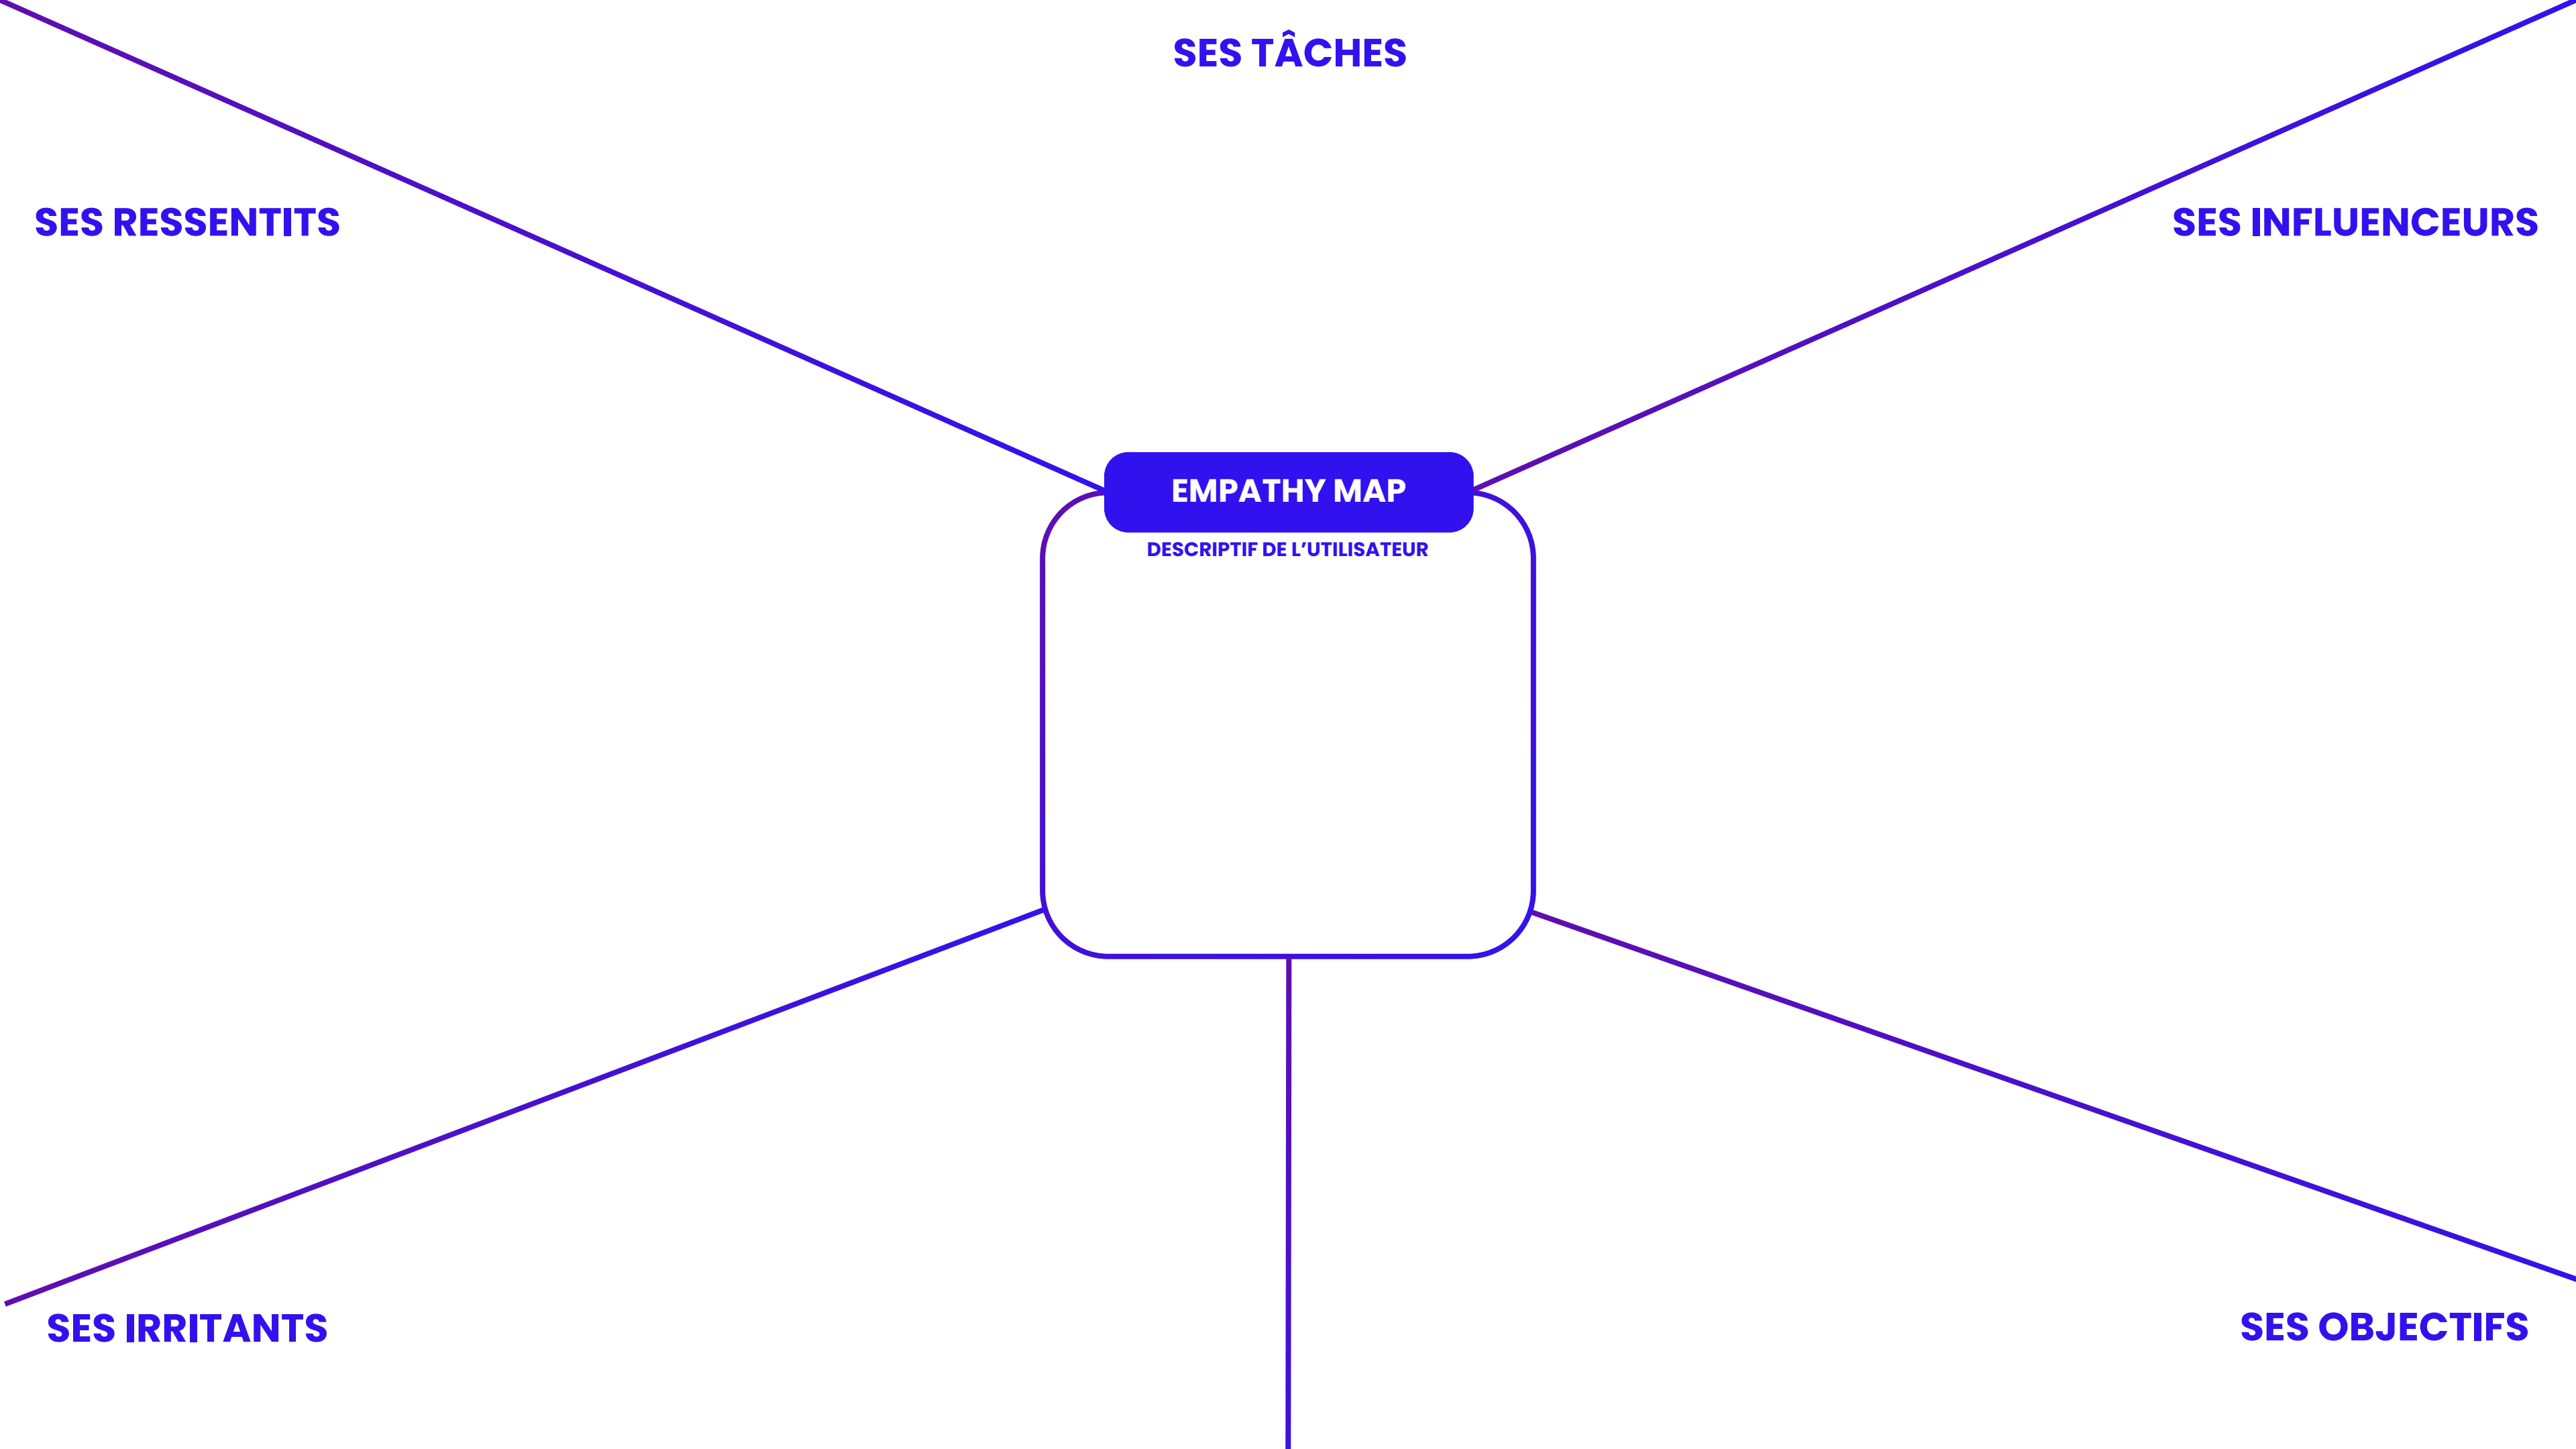 SES TÂCHES
SES RESSENTITS
SES INFLUENCEURS
EMPATHY MAP
DESCRIPTIF DE L’UTILISATEUR
SES IRRITANTS
SES OBJECTIFS